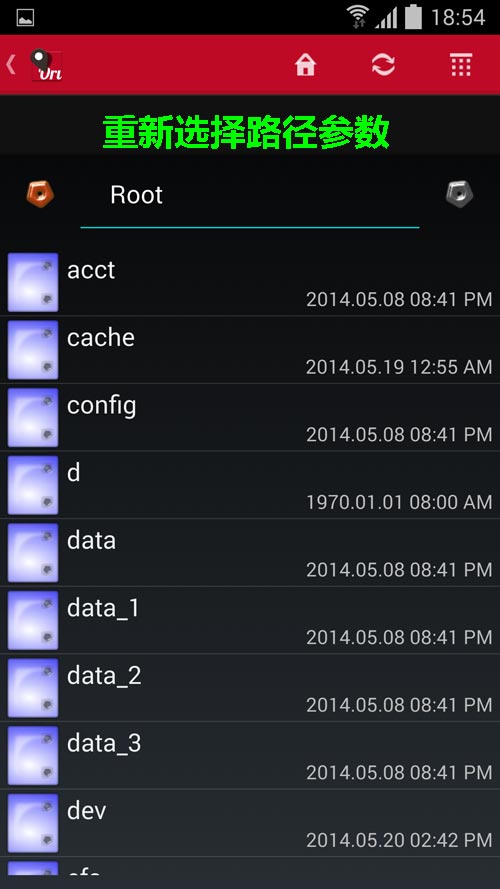 18:54
Uri
重新选择路径参数
Root
acct
2014.05.08 08:41 PM
cache
2014.05.19 12:55 AM
config
2014.05.08 08:41 PM
d
1970.01.01 08:00 AM
data
2014.05.08 08:41 PM
data_1
2014.05.08 08:41 PM
data_2
2014.05.08 08:41 PM
data_3
2014.05.08 08:41 PM
dev
2014.05.20 02:42 PM